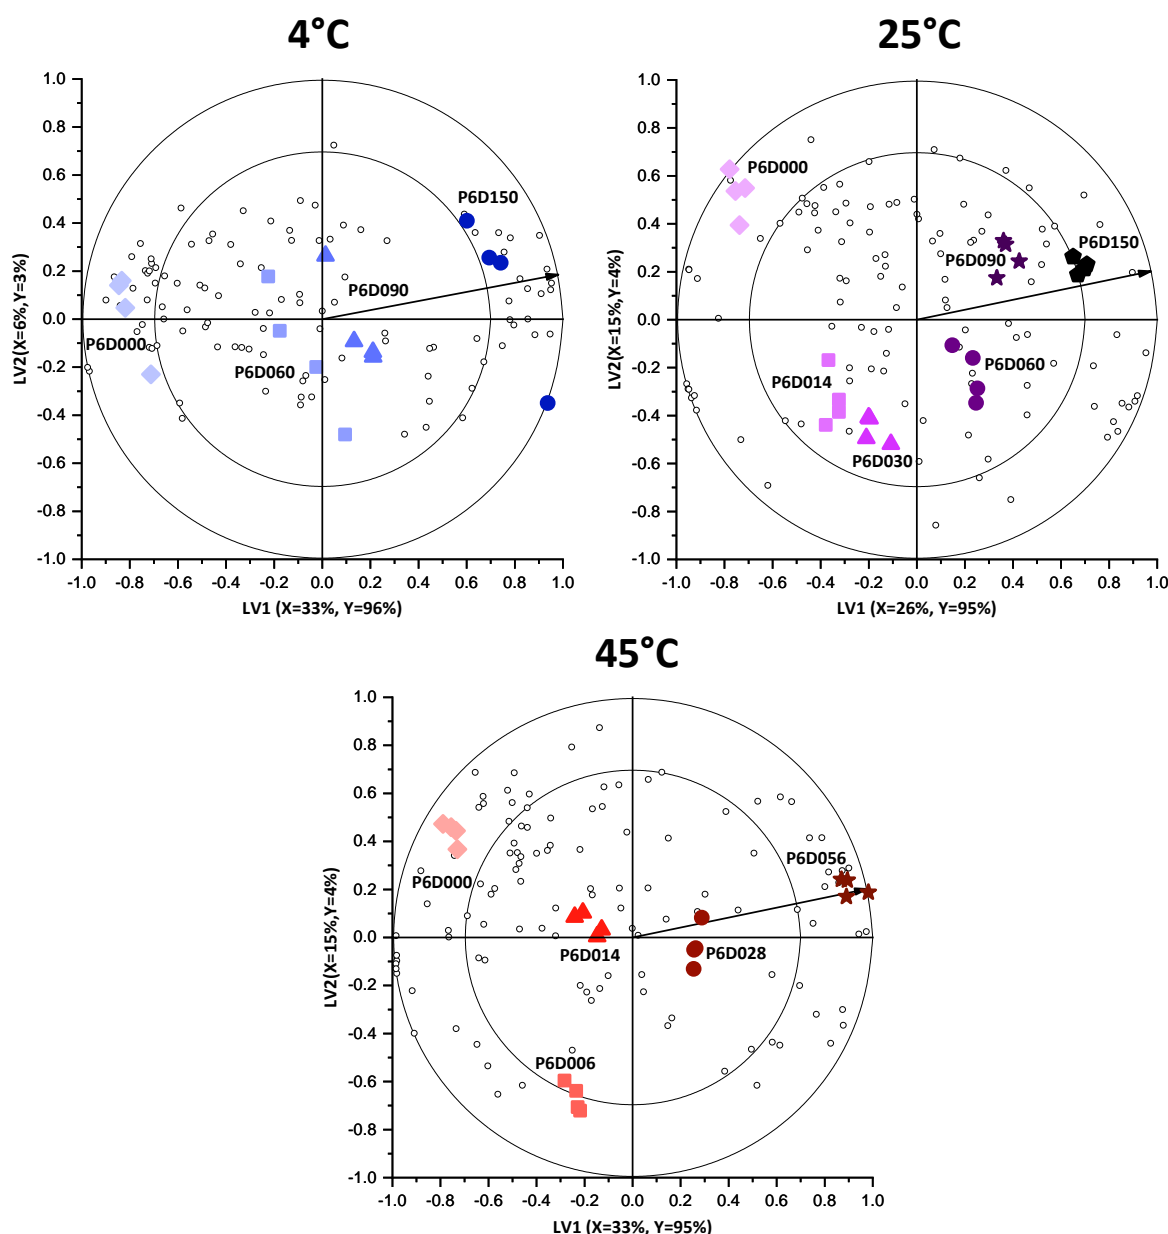 4°C
1.0
0.8
0.6
0.4
0.2
0.0
-0.2
-0.4
-0.6
-0.8
-1.0
LV2(X=6%,Y=3%)
P6D150
P6D090
P6D000
P6D060
-1.0 -0.8 -0.6 -0.4 -0.2 0.0 0.2 0.4 0.6 0.8 1.0
LV1 (X=33%, Y=96%)
25°C
1.0
0.8
0.6
0.4
0.2
0.0
-0.2
-0.4
-0.6
-0.8
-1.0
LV2(X=15%,Y=4%)
P6D000
P6D150
P6D090
P6D060
P6D014
P6D030
-1.0 -0.8 -0.6 -0.4 -0.2 0.0 0.2 0.4 0.6 0.8 1.0
LV1 (X=26%, Y=95%)
45°C
1.0
0.8
0.6
0.4
0.2
0.0
-0.2
-0.4
-0.6
-0.8
-1.0
LV2(X=15%,Y=4%)
P6D056
P6D000
P6D014
P6D028
P6D006
-1.0 -0.8 -0.6 -0.4 -0.2 0.0 0.2 0.4 0.6 0.8 1.0
LV1 (X=33%, Y=95%)